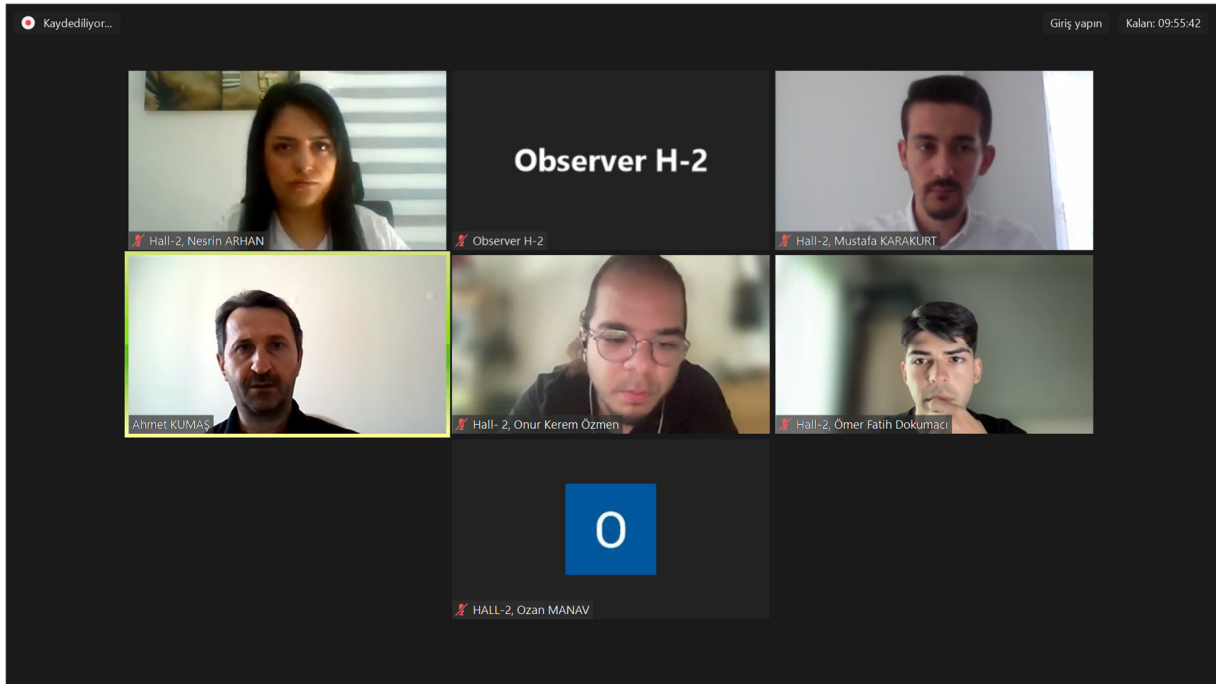 Kaydediliyor...
Giriş yapın
Kalan: 09:55:42
Hall-2, Nesrin ARHAN
Observer H-2
Observer H-2
Hall-2, Mustafa KARAKURT
Ahmet KUMAŞ
Hall- 2, Onur Kerem Özmen
Hall-2, Ömer Fatih Dokumacı
O
HALL-2, Ozan MANAV